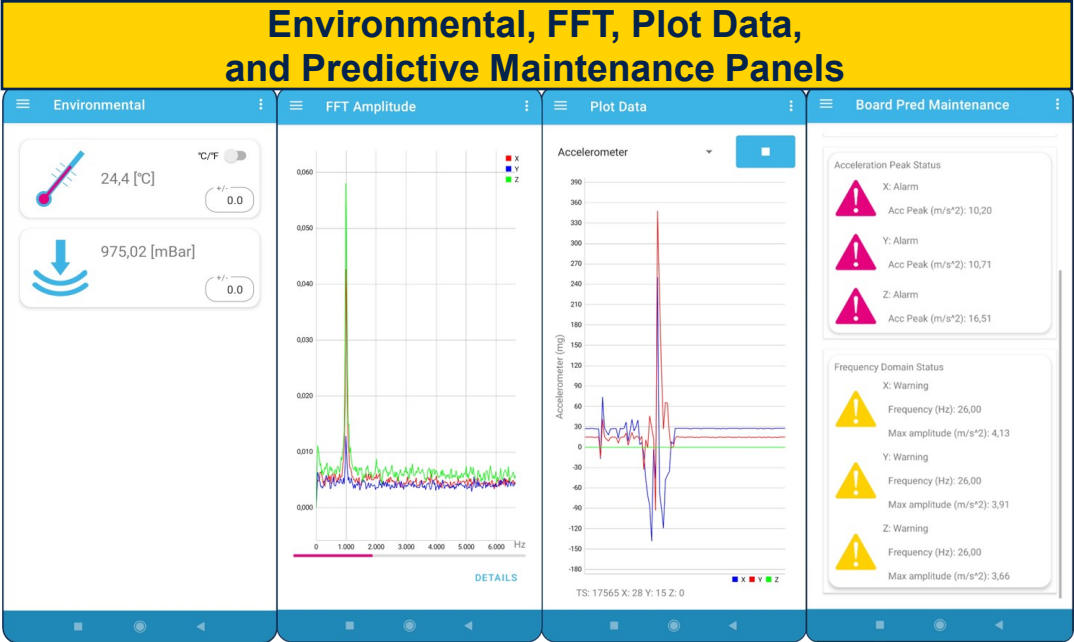 Environmental, FFT, Plot Data,
and Predictive Maintenance Panels
Environmental
°C/°F
24,4 [°C]
+/-
0.0
975,02 [mBar]
+/-
0.0
FFT Amplitude
X
Y
Z
0,060
0,050
0,040
0,030
0,020
0,010
0,000
0 1.000 2.000 3.000 4.000 5.000 6.000 Hz
DETAILS
Plot Data
Accelerometer
Accelerometer (mg)
390
360
330
300
270
240
210
180
150
120
90
60
30
0
-30
-60
-90
-120
-150
-180
X Y Z
TS: 17565 X: 28 Y: 15 Z: 0
Board Pred Maintenance
Acceleration Peak Status
X: Alarm
Acc Peak (m/s^2): 10,20
Y: Alarm
Acc Peak (m/s^2): 10,71
Z: Alarm
Acc Peak (m/s^2): 16,51
Frequency Domain Status
X: Warning
Frequency (Hz): 26,00
Max amplitude (m/s^2): 4,13
Y: Warning
Frequency (Hz): 26,00
Max amplitude (m/s^2): 3,91
Z: Warning
Frequency (Hz): 26,00
Max amplitude (m/s^2): 3,66